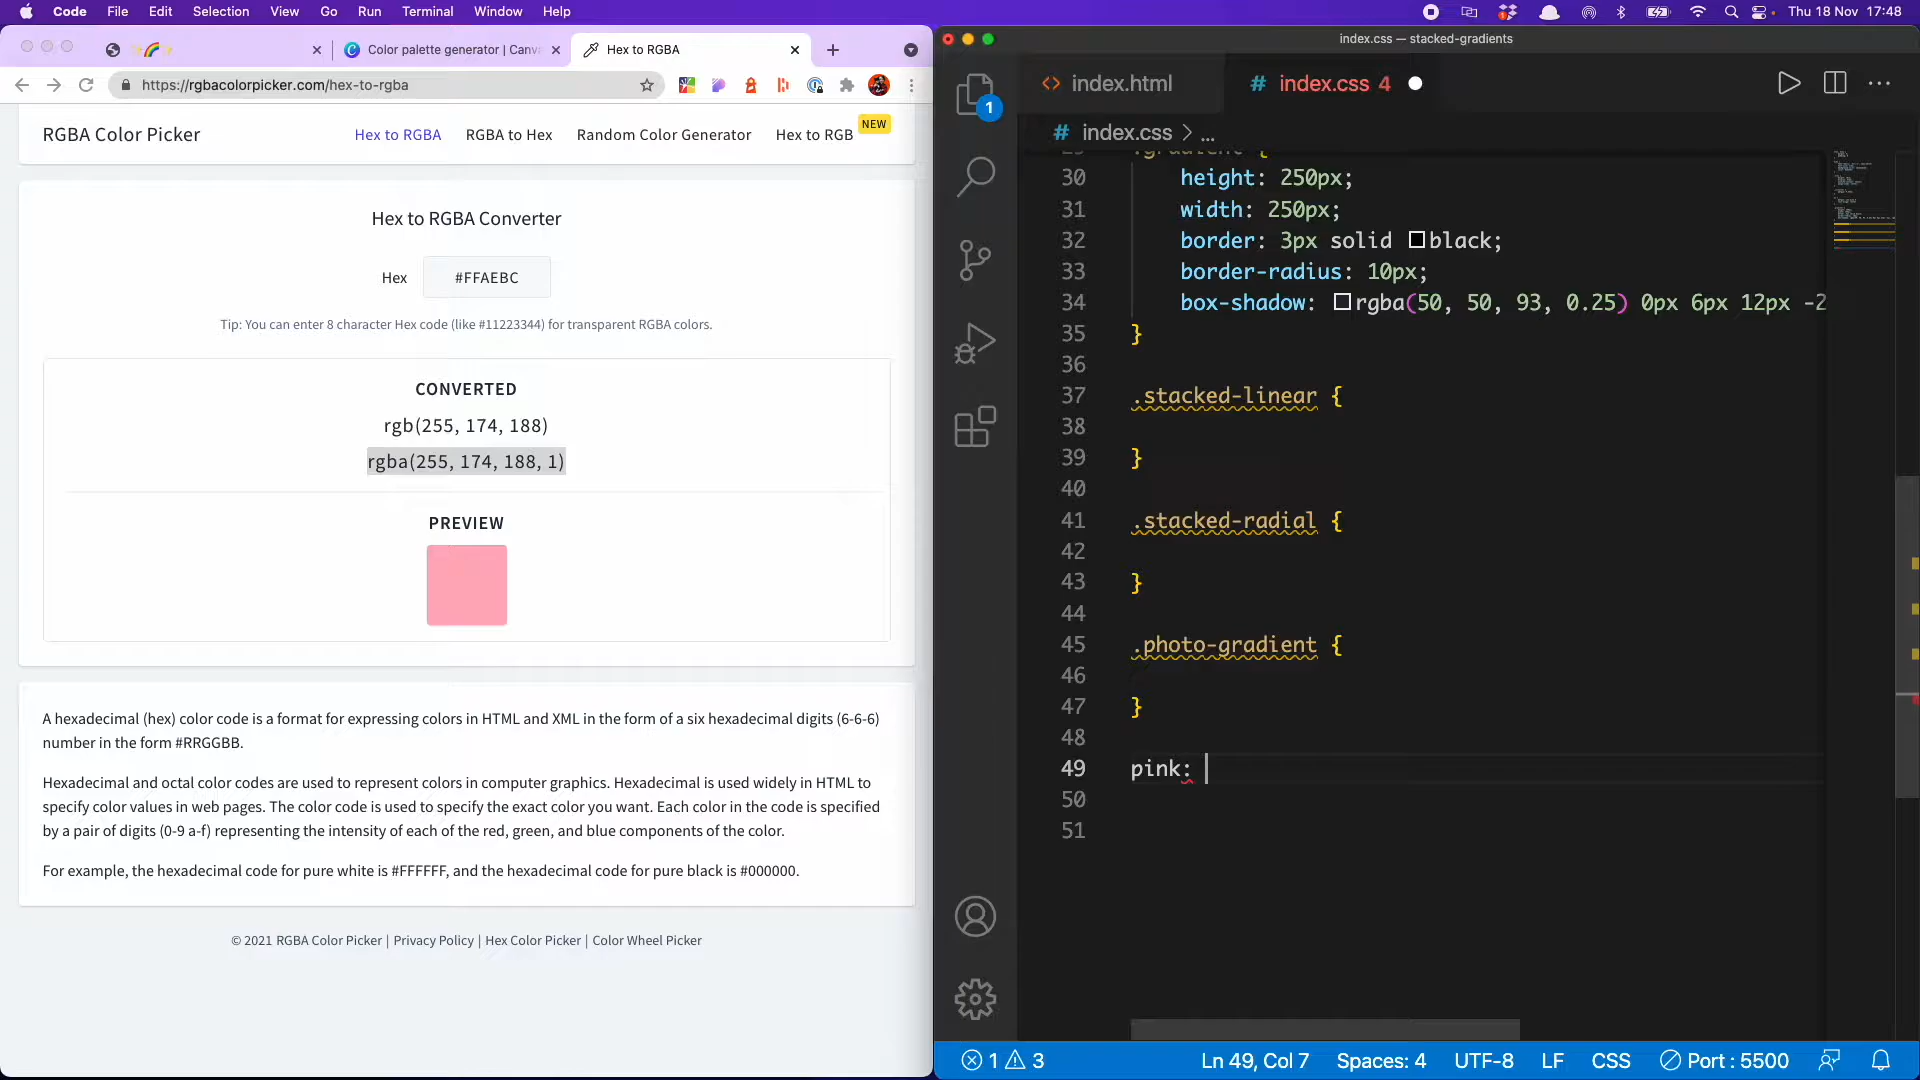 Code File Edit Selection View Go Run Terminal Window Help
Thu 18 Nov 17:48
Color palette generator | Canv
Hex to RGBA
https://rgbacolorpicker.com/hex-to-rgba
RGBA Color Picker
Hex to RGBA
RGBA to Hex
Random Color Generator
Hex to RGB
NEW
Hex to RGBA Converter
Hex #FFAEBC
Tip: You can enter 8 character Hex code (like #11223344) for transparent RGBA colors.
CONVERTED
rgb(255, 174, 188)
rgba(255, 174, 188, 1)
PREVIEW
A hexadecimal (hex) color code is a format for expressing colors in HTML and XML in the form of a six hexadecimal digits (6-6-6)
number in the form #RRGGBB.
Hexadecimal and octal color codes are used to represent colors in computer graphics. Hexadecimal is used widely in HTML to
specify color values in web pages. The color code is used to specify the exact color you want. Each color in the code is specified
by a pair of digits (0-9 a-f) representing the intensity of each of the red, green, and blue components of the color.
For example, the hexadecimal code for pure white is #FFFFFF, and the hexadecimal code for pure black is #000000.
© 2021 RGBA Color Picker | Privacy Policy | Hex Color Picker | Color Wheel Picker
index.css — stacked-gradients
1
<> index.html
# index.css 4
# index.css > ...
29 .gradient {
30 height: 250px;
31 width: 250px;
32 border: 3px solid black;
33 border-radius: 10px;
34 box-shadow: rgba(50, 50, 93, 0.25) 0px 6px 12px -2
35 }
36
37 .stacked-linear {
38
39 }
40
41 .stacked-radial {
42
43 }
44
45 .photo-gradient {
46
47 }
48
49 pink:
50
51
1 3
Ln 49, Col 7
Spaces: 4
UTF-8
LF
CSS
Port : 5500